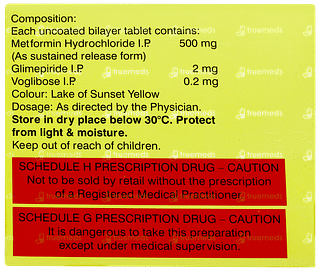 Composition:
Each uncoated bilayer tablet contains:
Metformin Hydrochloride I.P. 500 mg
(As sustained release form)
Glimepiride I.P. 2 mg
Voglibose I.P. 0.2 mg
Colour: Lake of Sunset Yellow
Dosage: As directed by the Physician.
Store in dry place below 30°C. Protect
from light & moisture.
Keep out of reach of children.
SCHEDULE H PRESCRIPTION DRUG – CAUTION
Not to be sold by retail without the prescription
of a Registered Medical Practitioner.
SCHEDULE G PRESCRIPTION DRUG – CAUTION
It is dangerous to take this preparation
except under medical supervision.